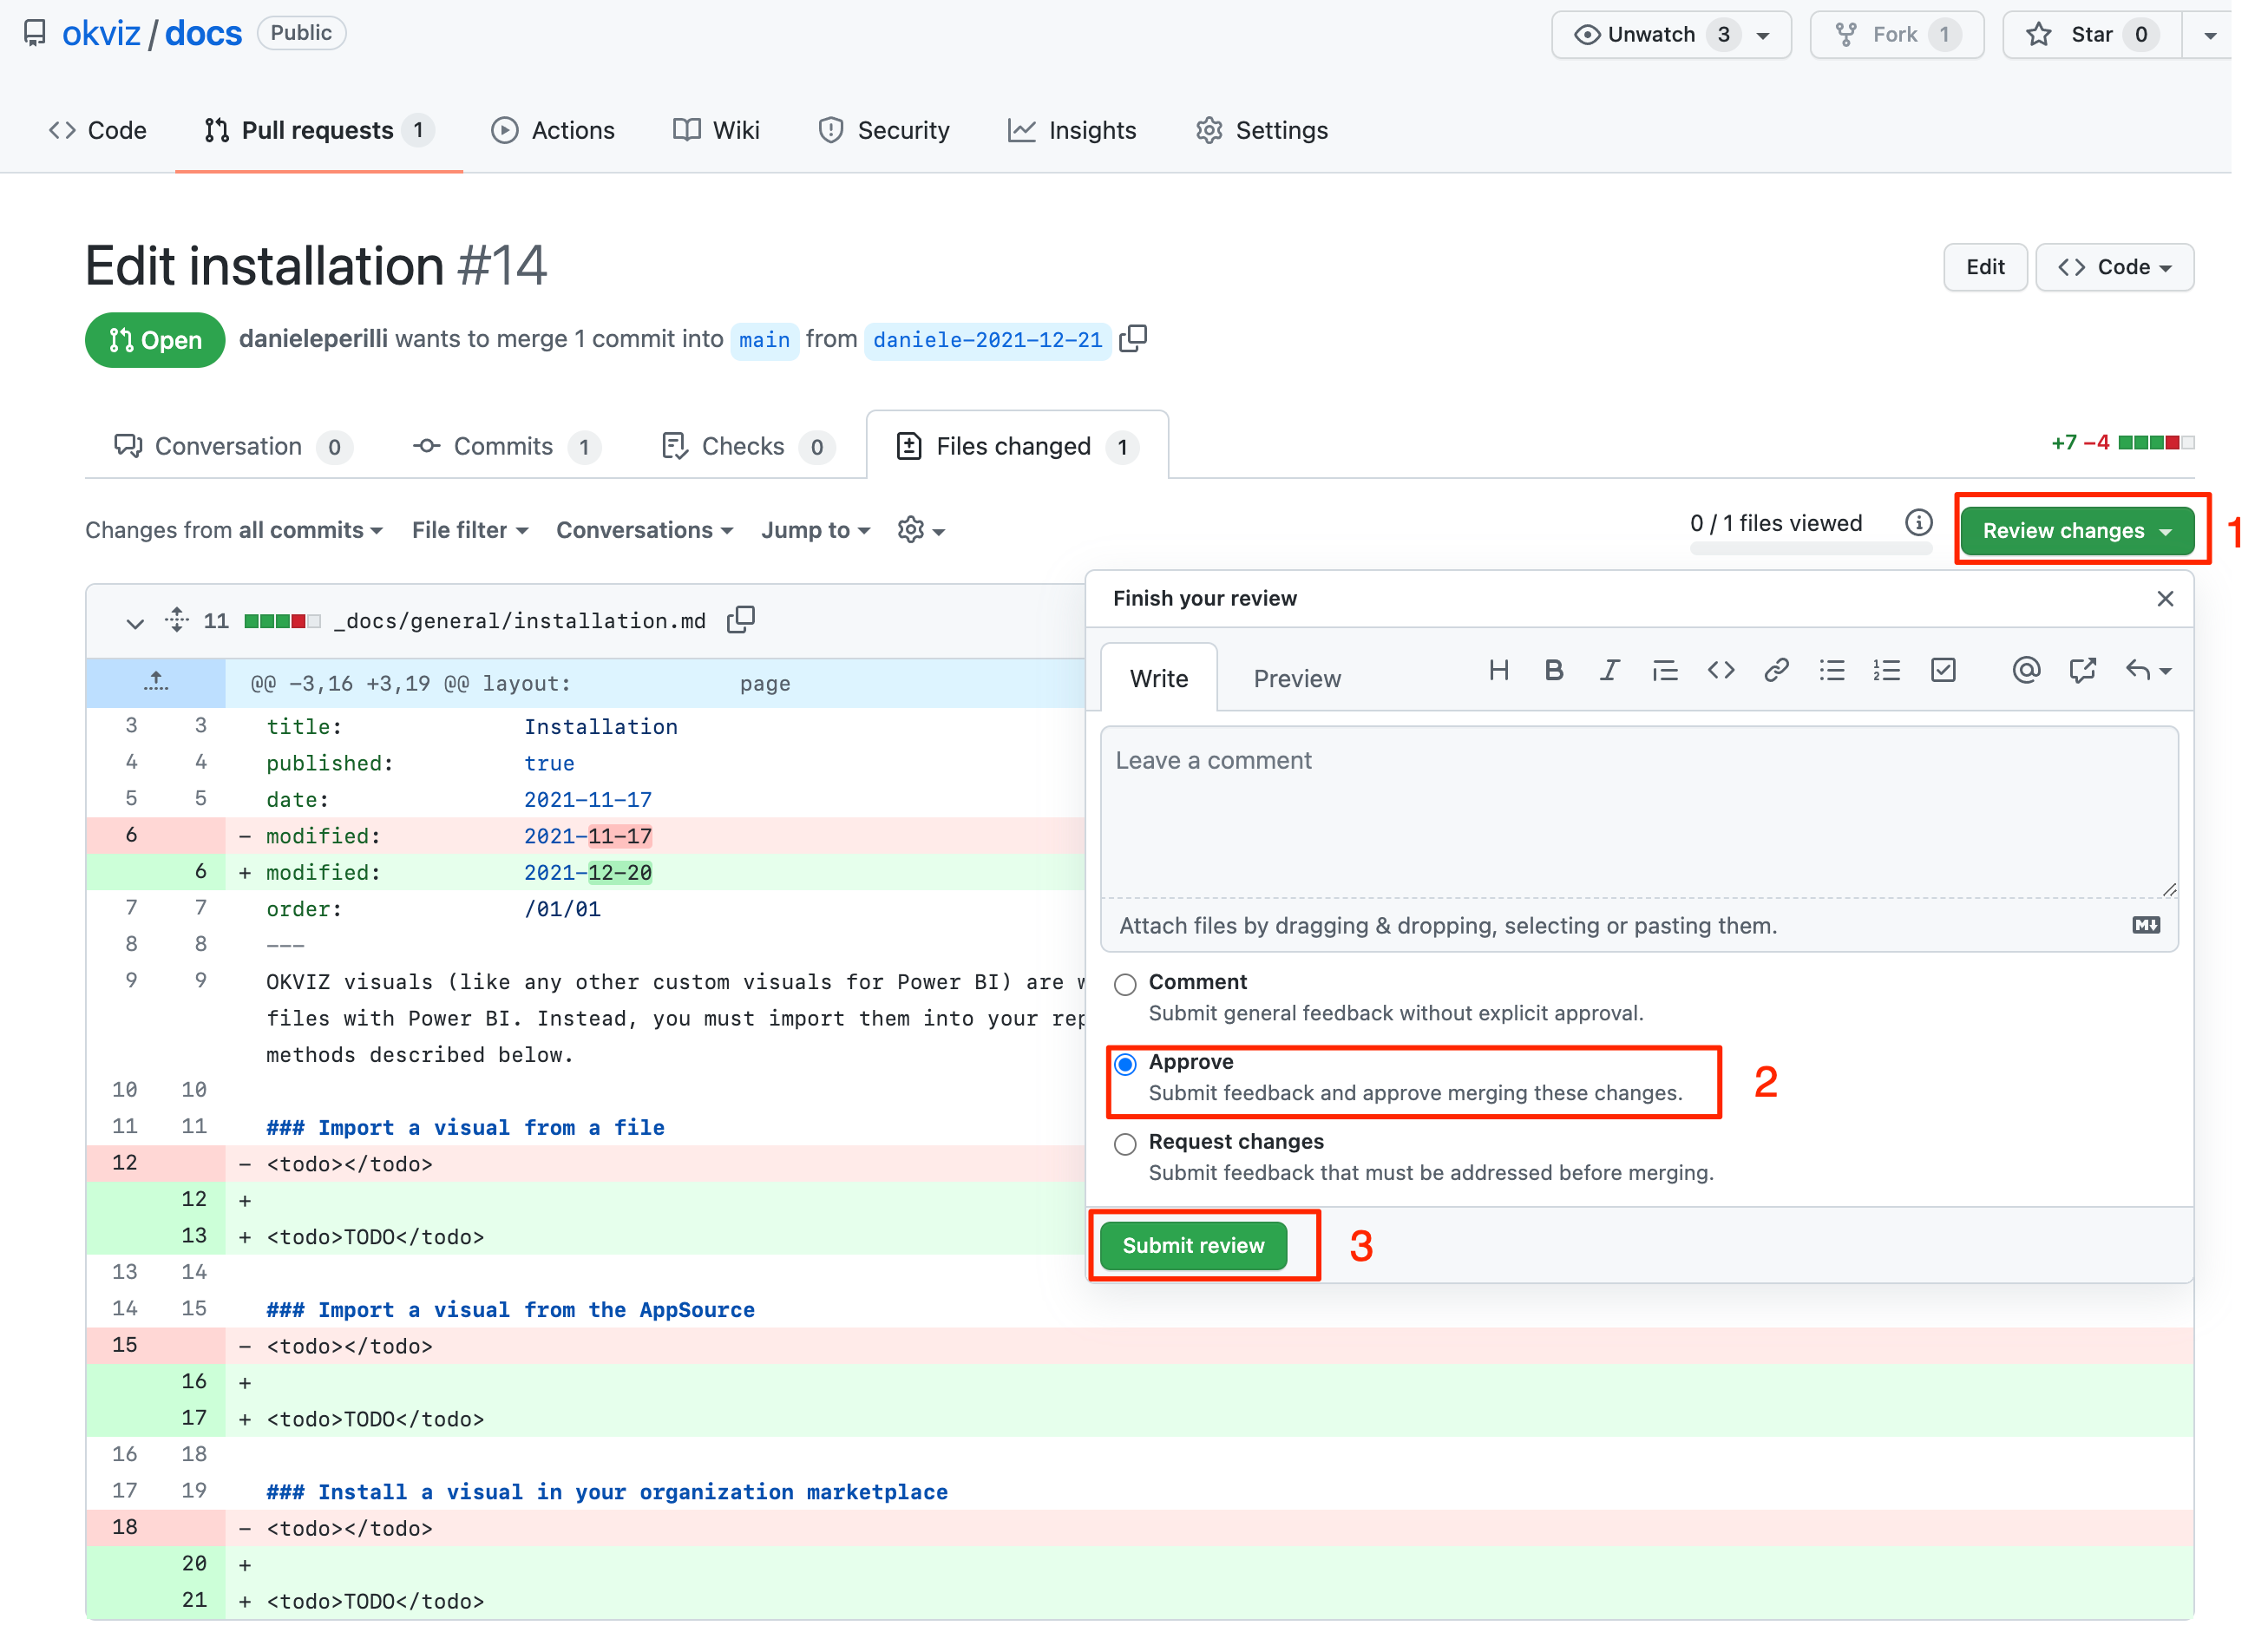 okviz / docs Public Unwatch 3 Fork 1 Star 0
Code Pull requests 1 Actions Wiki Security Insights Settings
Edit installation #14 Edit Code
Open danieleperilli wants to merge 1 commit into main from daniele-2021-12-21
Conversation 0 Commits 1 Checks 0 Files changed 1 +7 −4
Changes from all commits File filter Conversations Jump to 0 / 1 files viewed Review changes 1
11 _docs/general/installation.md
@@ -3,16 +3,19 @@ layout: page
3 3 title: Installation
4 4 published: true
5 5 date: 2021-11-17
6 - modified: 2021-11-17
6 + modified: 2021-12-20
7 7 order: /01/01
8 8 ---
9 9 OKVIZ visuals (like any other custom visuals for Power BI) are
files with Power BI. Instead, you must import them into your rep
methods described below.
10 10
11 11 ### Import a visual from a file
12 - <todo></todo>
12 +
13 + <todo>TODO</todo>
13 14
14 15 ### Import a visual from the AppSource
15 - <todo></todo>
16 +
17 + <todo>TODO</todo>
16 18
17 19 ### Install a visual in your organization marketplace
18 - <todo></todo>
20 +
21 + <todo>TODO</todo>
Finish your review
Write Preview
Leave a comment
Attach files by dragging & dropping, selecting or pasting them.
Comment
Submit general feedback without explicit approval.
Approve
Submit feedback and approve merging these changes.
2
Request changes
Submit feedback that must be addressed before merging.
Submit review 3